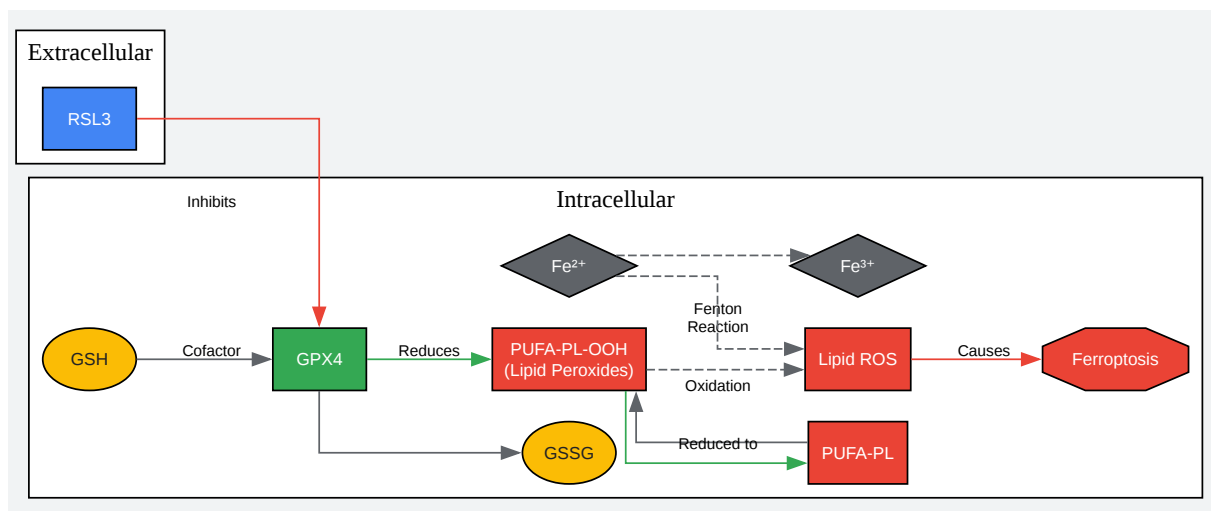 Extracellular
RSL3
Inhibits
Intracellular
Fe²⁺
Fe³⁺
Fenton
Reaction
GSH
Cofactor
GPX4
Reduces
PUFA-PL-OOH
(Lipid Peroxides)
Oxidation
Lipid ROS
Causes
Ferroptosis
GSSG
Reduced to
PUFA-PL